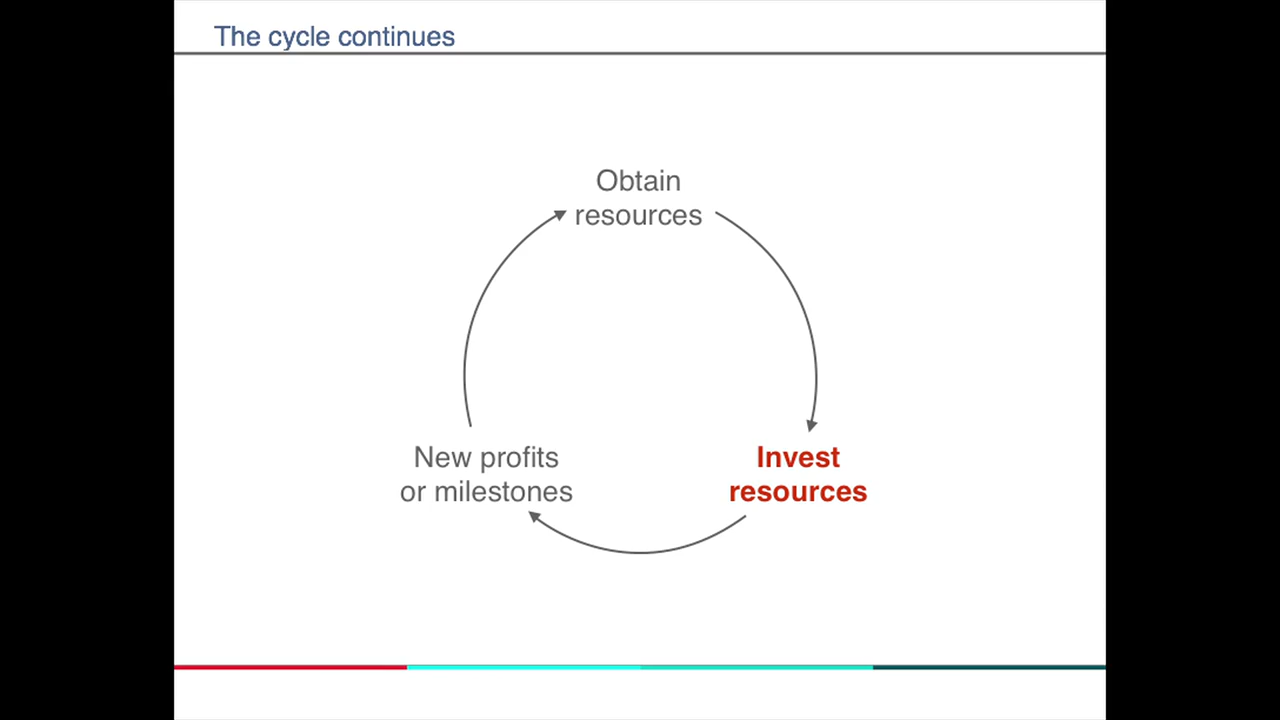 The cycle continues
Obtain
resources
New profits
or milestones
Invest
resources